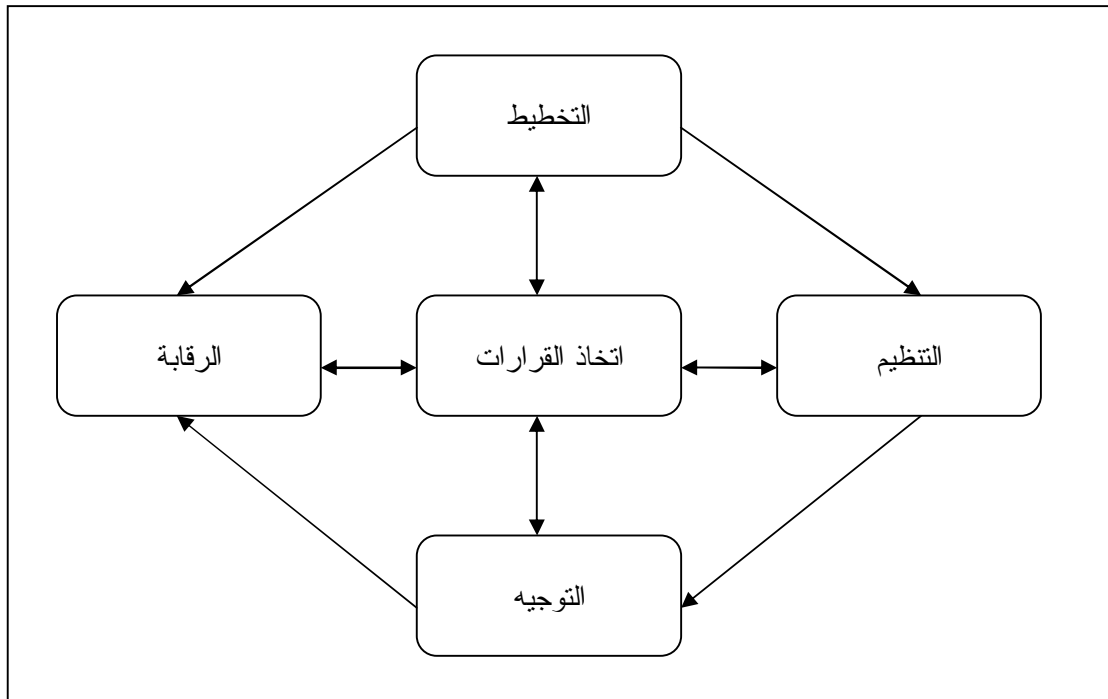 التخطيط
التنظيم
اتخاذ القرارات
الرقابة
التوجيه